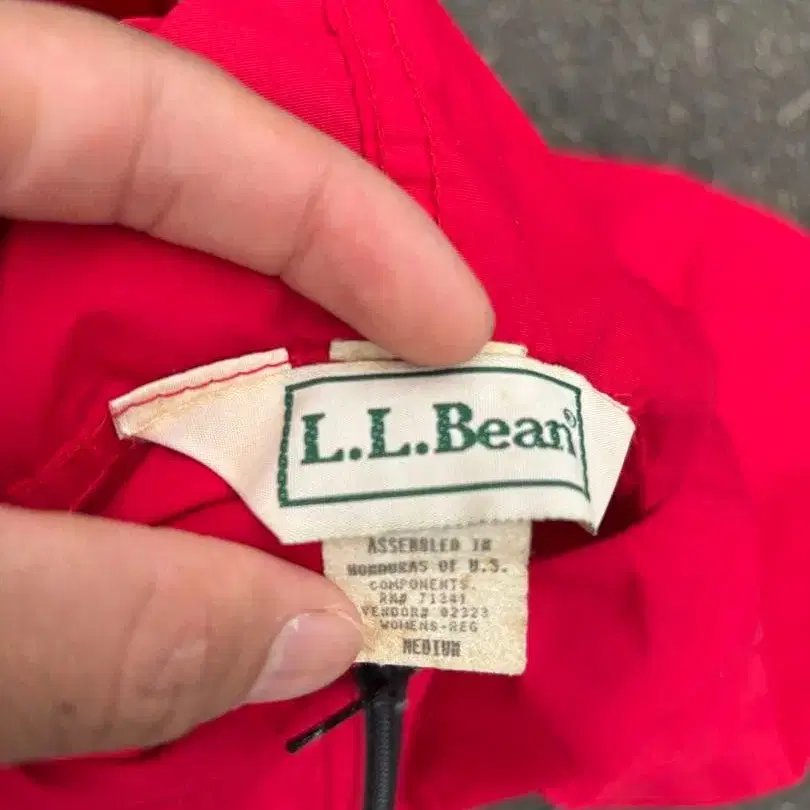 L.L.Bean®
ASSEMBLED IN
HONDURAS OF U.S.
COMPONENTS
RN# 71341
VENDOR# 02323
WOMENS-REG
MEDIUM